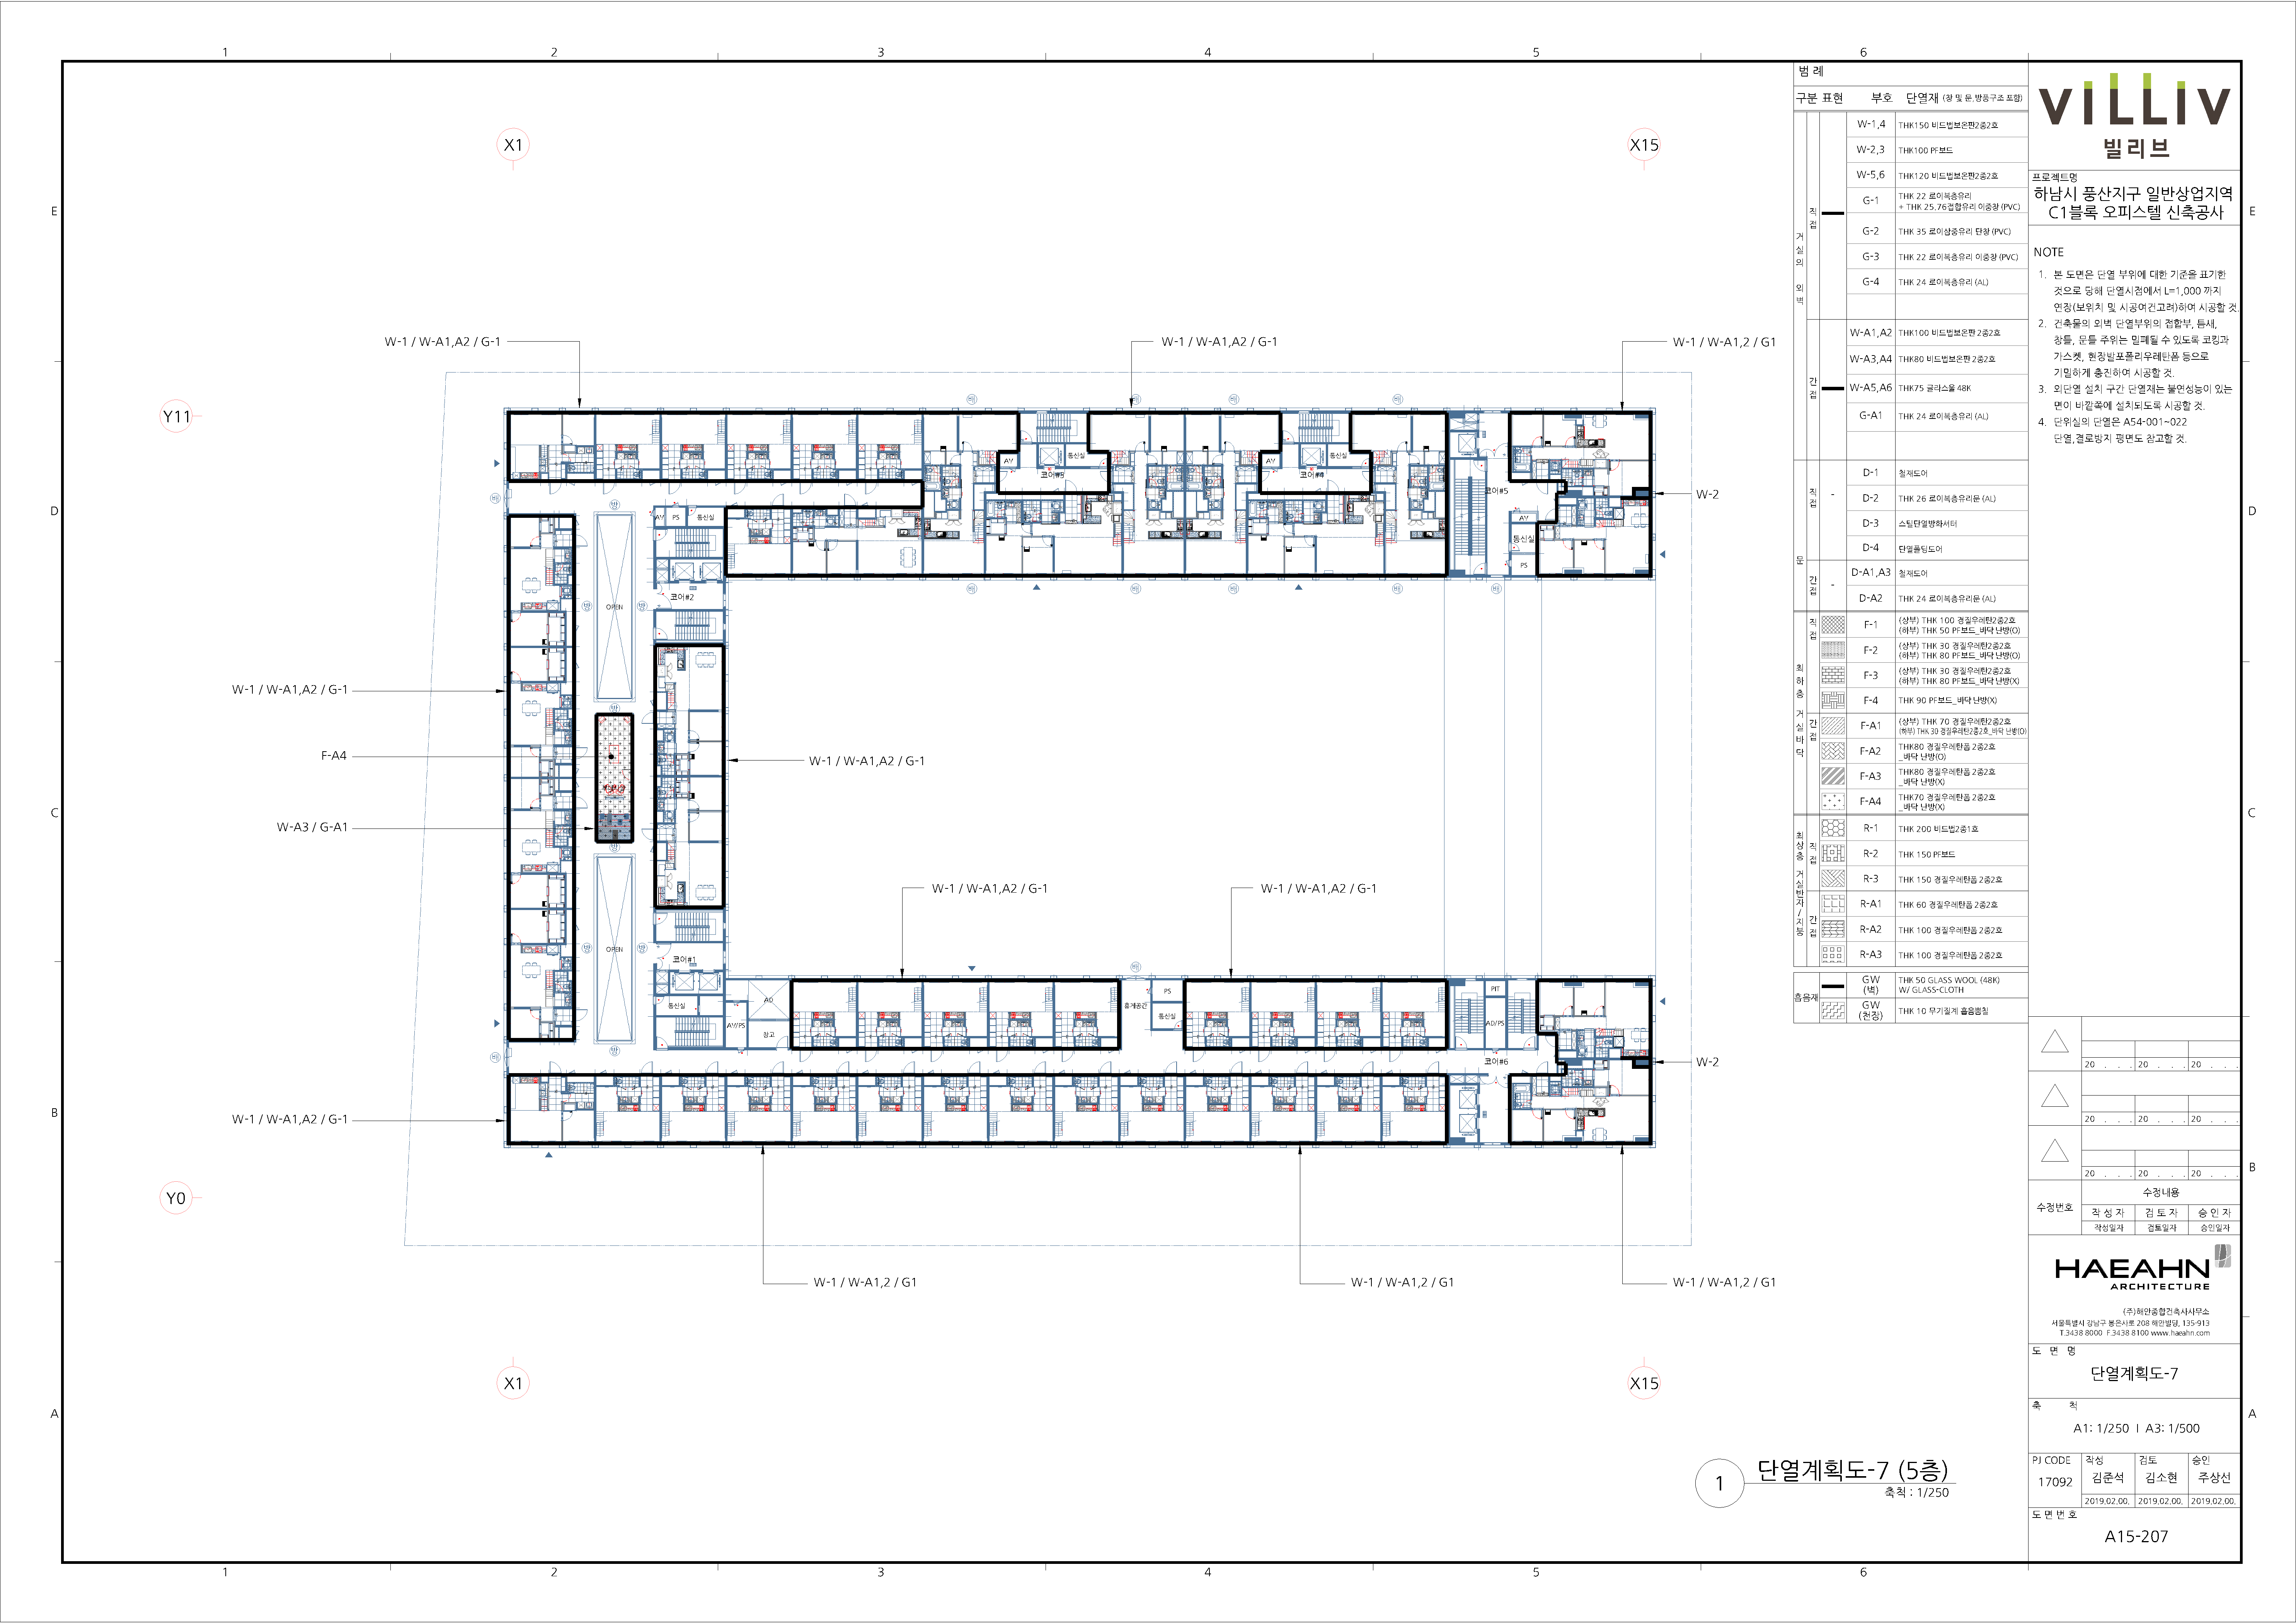 1
2
3
4
5
6
E
D
C
B
A
X1
X15
Y11
Y0
W-1 / W-A1,A2 / G-1
W-1 / W-A1,A2 / G-1
W-1 / W-A1,2 / G1
W-2
AV
통신실
코어#3
AV
통신실
코어#4
코어#5
AV
통신실
PS
AV
PS
통신실
코어#2
OPEN
W-1 / W-A1,A2 / G-1
F-A4
W-1 / W-A1,A2 / G-1
W-A3 / G-A1
W-1 / W-A1,A2 / G-1
W-1 / W-A1,A2 / G-1
OPEN
코어#1
통신실
AV/PS
AD
창고
휴게공간
PS
통신실
PIT
AD/PS
코어#6
W-2
W-1 / W-A1,A2 / G-1
W-1 / W-A1,2 / G1
W-1 / W-A1,2 / G1
W-1 / W-A1,2 / G1
X1
X15
1
단열계획도-7 (5층)
축척 : 1/250
1
2
3
4
5
6
범 례
구분 표현 부호 단열재 (창 및 문,방풍구조 포함)
거실의 외벽
직접
W-1,4 THK150 비드법보온판2종2호
W-2,3 THK100 PF보드
W-5,6 THK120 비드법보온판2종2호
G-1 THK 22 로이복층유리
+ THK 25.76접합유리 이중창 (PVC)
G-2 THK 35 로이삼중유리 단창 (PVC)
G-3 THK 22 로이복층유리 이중창 (PVC)
G-4 THK 24 로이복층유리 (AL)
간접
W-A1,A2 THK100 비드법보온판 2종2호
W-A3,A4 THK80 비드법보온판 2종2호
W-A5,A6 THK75 글라스울 48K
G-A1 THK 24 로이복층유리 (AL)
문
직접 -
D-1 철재도어
D-2 THK 26 로이복층유리문 (AL)
D-3 스틸단열방화셔터
D-4 단열폴딩도어
간접 -
D-A1,A3 철재도어
D-A2 THK 24 로이복층유리문 (AL)
최하층 거실바닥
직접
F-1 (상부) THK 100 경질우레탄2종2호
(하부) THK 50 PF보드_바닥 난방(O)
F-2 (상부) THK 30 경질우레탄2종2호
(하부) THK 80 PF보드_바닥 난방(O)
F-3 (상부) THK 30 경질우레탄2종2호
(하부) THK 80 PF보드_바닥 난방(X)
F-4 THK 90 PF보드_바닥 난방(X)
간접
F-A1 (상부) THK 70 경질우레탄2종2호
(하부) THK 30 경질우레탄2종2호_바닥 난방(O)
F-A2 THK80 경질우레탄폼 2종2호
_바닥 난방(O)
F-A3 THK80 경질우레탄폼 2종2호
_바닥 난방(X)
F-A4 THK70 경질우레탄폼 2종2호
_바닥 난방(X)
최상층 거실반자/지붕
직접
R-1 THK 200 비드법2종1호
R-2 THK 150 PF보드
R-3 THK 150 경질우레탄폼 2종2호
간접
R-A1 THK 60 경질우레탄폼 2종2호
R-A2 THK 100 경질우레탄폼 2종2호
R-A3 THK 100 경질우레탄폼 2종2호
흡음재
GW (벽) THK 50 GLASS WOOL (48K)
W/ GLASS-CLOTH
GW (천장) THK 10 무기질계 흡음뿜칠
VILLIV
빌리브
프로젝트명
하남시 풍산지구 일반상업지역
C1블록 오피스텔 신축공사
NOTE
1. 본 도면은 단열 부위에 대한 기준을 표기한
것으로 당해 단열시점에서 L=1,000 까지
연장(보위치 및 시공여건고려)하여 시공할 것.
2. 건축물의 외벽 단열부위의 접합부, 틈새,
창틀, 문틀 주위는 밀폐될 수 있도록 코킹과
가스켓, 현장발포폴리우레탄폼 등으로
기밀하게 충진하여 시공할 것.
3. 외단열 설치 구간 단열재는 불연성능이 있는
면이 바깥쪽에 설치되도록 시공할 것.
4. 단위실의 단열은 A54-001~022
단열,결로방지 평면도 참고할 것.
20 . . . 20 . . . 20 . . .
20 . . . 20 . . . 20 . . .
20 . . . 20 . . . 20 . . .
수정번호
수정내용
작 성 자 검 토 자 승 인 자
작성일자 검토일자 승인일자
HAEAHN
ARCHITECTURE
(주)해안종합건축사사무소
서울특별시 강남구 봉은사로 208 해안빌딩, 135-913
T.3438 8000 F.3438 8100 www.haeahn.com
도 면 명
단열계획도-7
축 척
A1: 1/250 I A3: 1/500
PJ CODE 작성 검토 승인
17092 김준석 김소현 주상선
2019.02.00. 2019.02.00. 2019.02.00.
도 면 번 호
A15-207
E
D
C
B
A